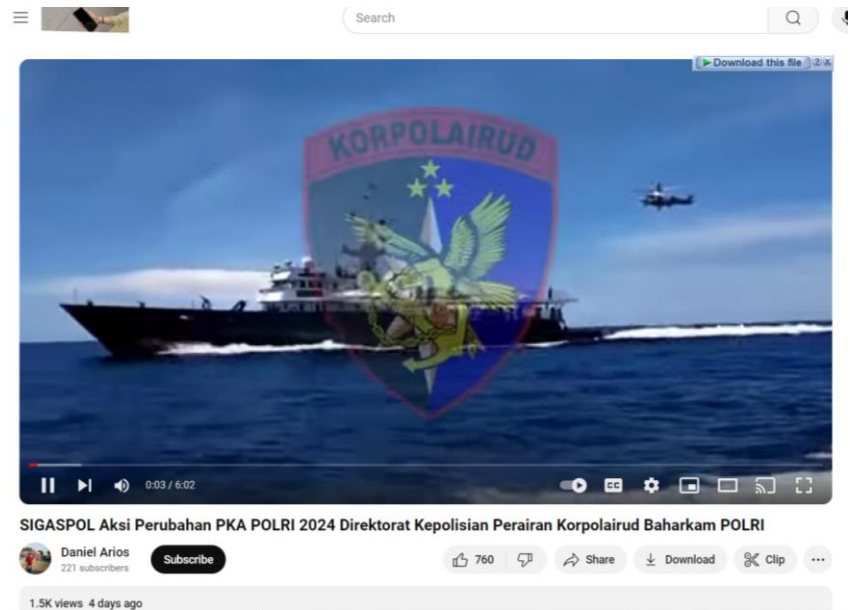 Search
Download this file
KORPOLAIRUD
0:03 / 6:02
CC
SIGASPOL Aksi Perubahan PKA POLRI 2024 Direktorat Kepolisian Perairan Korpolairud Baharkam POLRI
Daniel Arios
221 subscribers
Subscribe
760
Share
Download
Clip
1.5K views 4 days ago